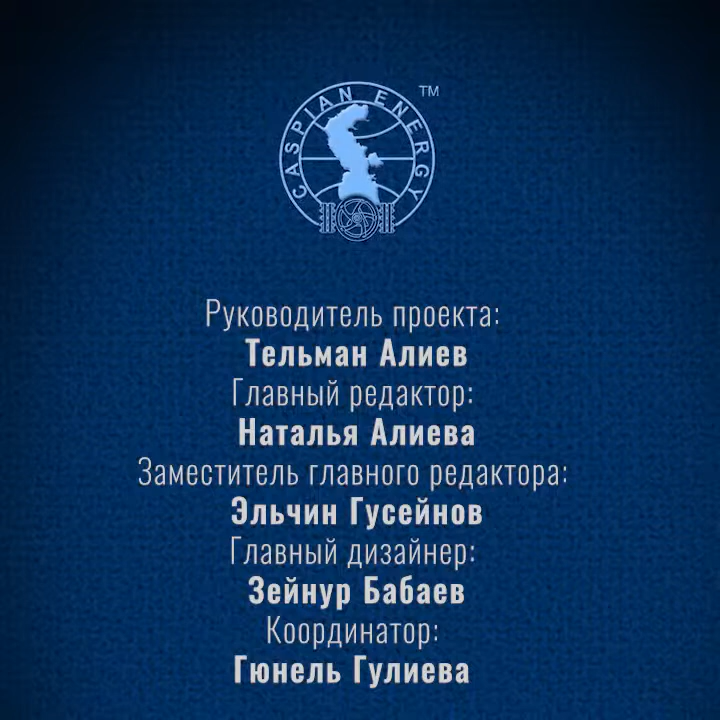 CASPIAN ENERGY
TM
Руководитель проекта:
Тельман Алиев
Главный редактор:
Наталья Алиева
Заместитель главного редактора:
Эльчин Гусейнов
Главный дизайнер:
Зейнур Бабаев
Координатор:
Гюнель Гулиева